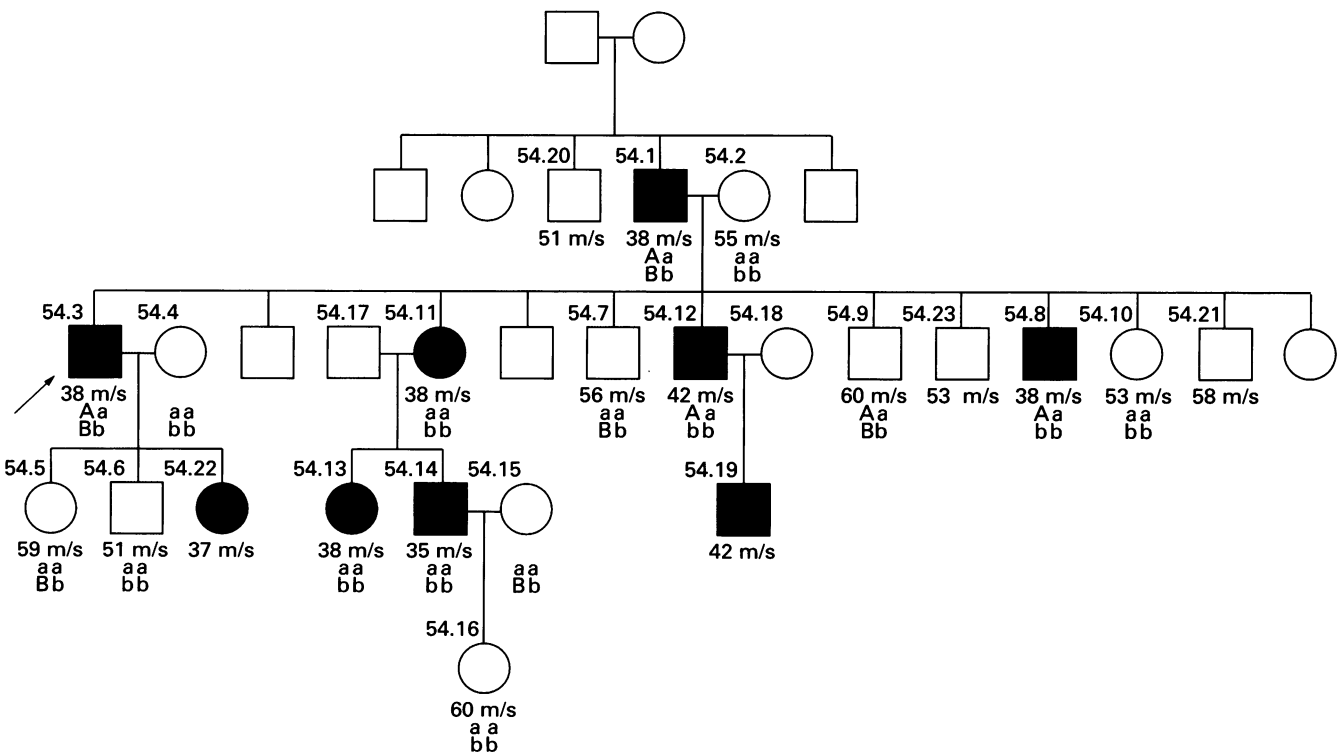 54.20 54.1 54.2
51 m/s 38 m/s 55 m/s
Aa aa
Bb bb
54.3 54.4 54.17 54.11 54.7 54.12 54.18 54.9 54.23 54.8 54.10 54.21
38 m/s 38 m/s 56 m/s 42 m/s 60 m/s 53 m/s 38 m/s 53 m/s 58 m/s
Aa aa aa aa Aa Aa Aa aa
Bb bb bb Bb bb Bb bb bb
54.5 54.6 54.22 54.13 54.14 54.15 54.19
59 m/s 51 m/s 37 m/s 38 m/s 35 m/s 42 m/s
aa aa aa aa aa
Bb bb bb bb Bb
54.16
60 m/s
a a
bb